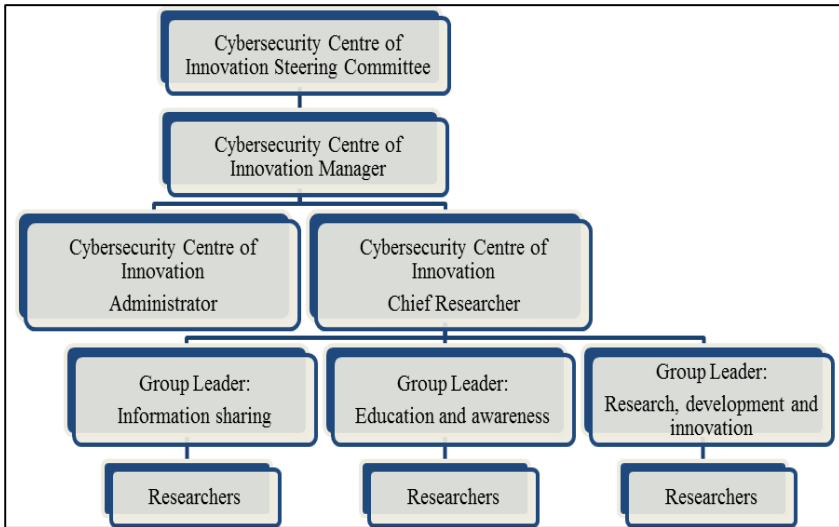 Cybersecurity Centre of
Innovation Steering Committee
Cybersecurity Centre of
Innovation Manager
Cybersecurity Centre of
Innovation
Administrator
Cybersecurity Centre of
Innovation
Chief Researcher
Group Leader:
Information sharing
Group Leader:
Education and awareness
Group Leader:
Research, development and
innovation
Researchers
Researchers
Researchers